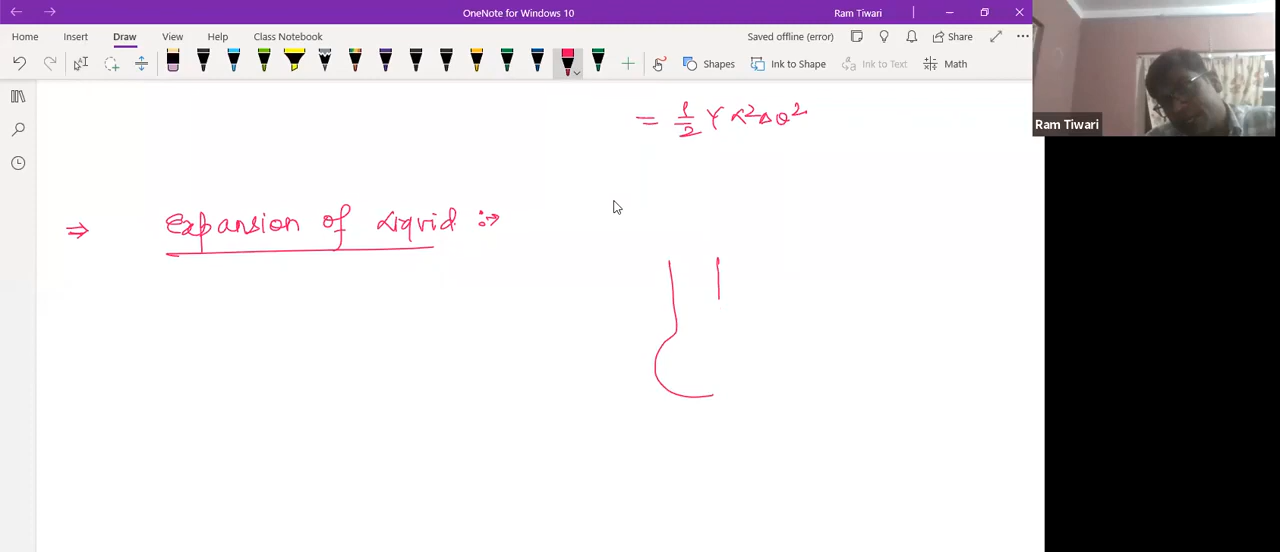 OneNote for Windows 10
Ram Tiwari
Home Insert Draw View Help Class Notebook
Saved offline (error) Share
Shapes Ink to Shape Ink to Text Math
Ram Tiwari
= 1/2 Y α²Δθ²
⇒ Expansion of Liquid :→